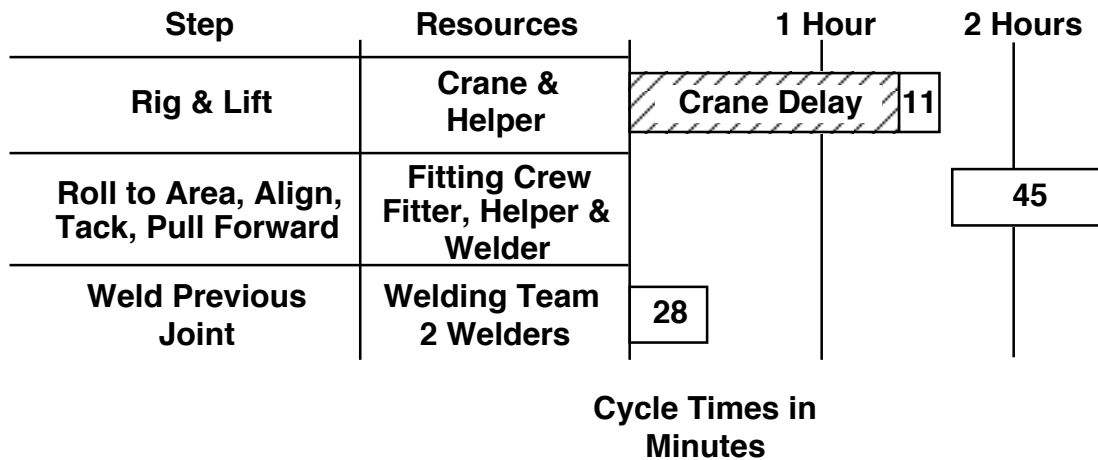 Step Resources 1 Hour 2 Hours
Rig & Lift
Crane &
Helper
Crane Delay 11
Roll to Area, Align,
Tack, Pull Forward
Fitting Crew
Fitter, Helper &
Welder
45
Weld Previous
Joint
Welding Team
2 Welders
28
Cycle Times in
Minutes